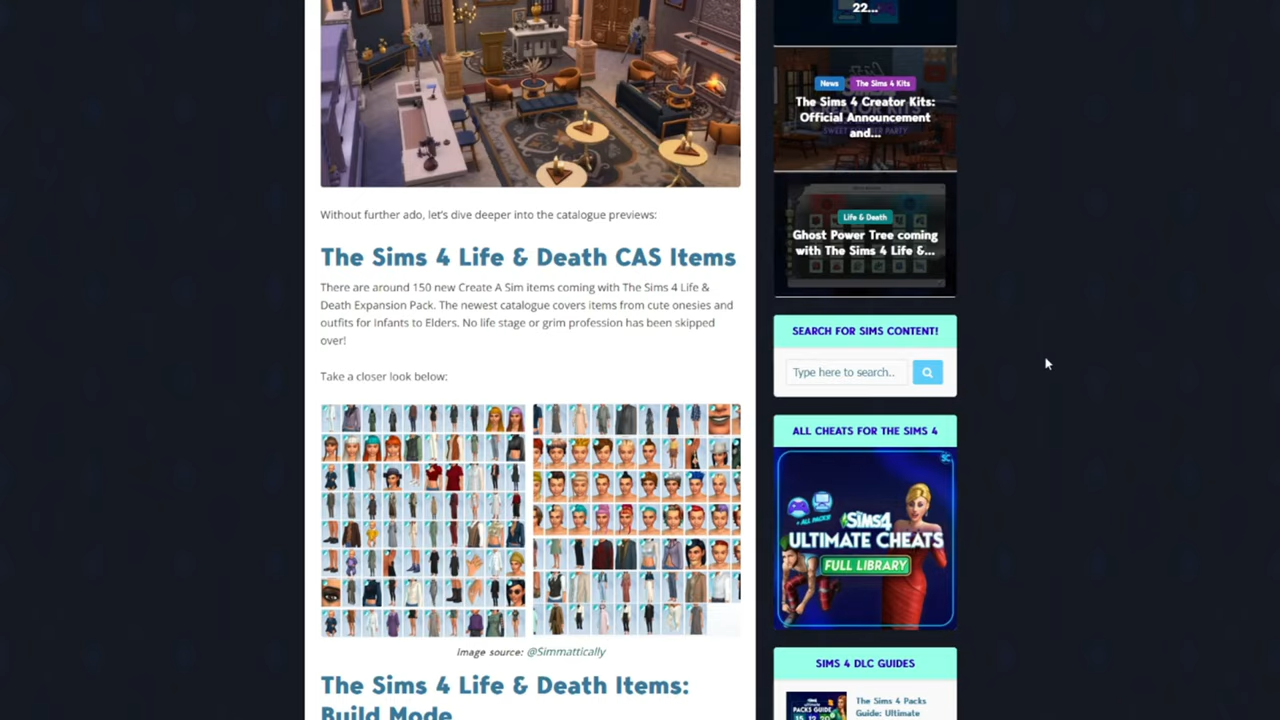 Without further ado, let's dive deeper into the catalogue previews:
The Sims 4 Life & Death CAS Items
There are around 150 new Create A Sim items coming with The Sims 4 Life &
Death Expansion Pack. The newest catalogue covers items from cute onesies and
outfits for Infants to Elders. No life stage or grim profession has been skipped
over!
Take a closer look below:
Image source: @Simmattically
The Sims 4 Life & Death Items:
Build Mode
22...
News
The Sims 4 Kits
The Sims 4 Creator Kits:
Official Announcement
and...
Life & Death
Ghost Power Tree coming
with The Sims 4 Life &...
SEARCH FOR SIMS CONTENT!
Type here to search..
ALL CHEATS FOR THE SIMS 4
SC
+ ALL PACKS!
The SIMS4
ULTIMATE CHEATS
FULL LIBRARY
SIMS 4 DLC GUIDES
The Sims 4 Packs
Guide: Ultimate
PACKS GUIDE